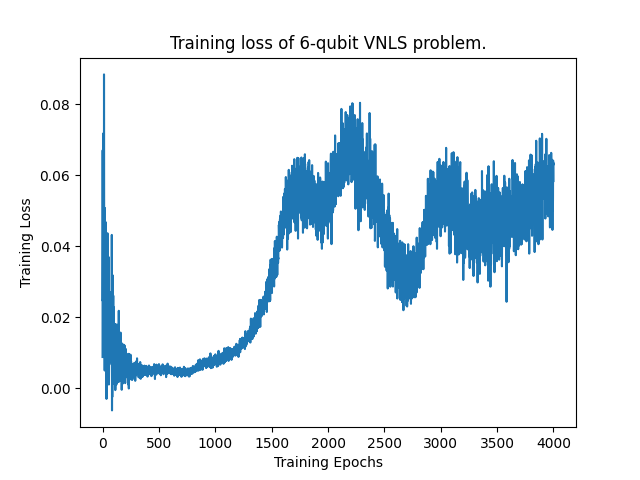 Training loss of 6-qubit VNLS problem.
0.08
0.06
0.04
0.02
0.00
Training Loss
0 500 1000 1500 2000 2500 3000 3500 4000
Training Epochs